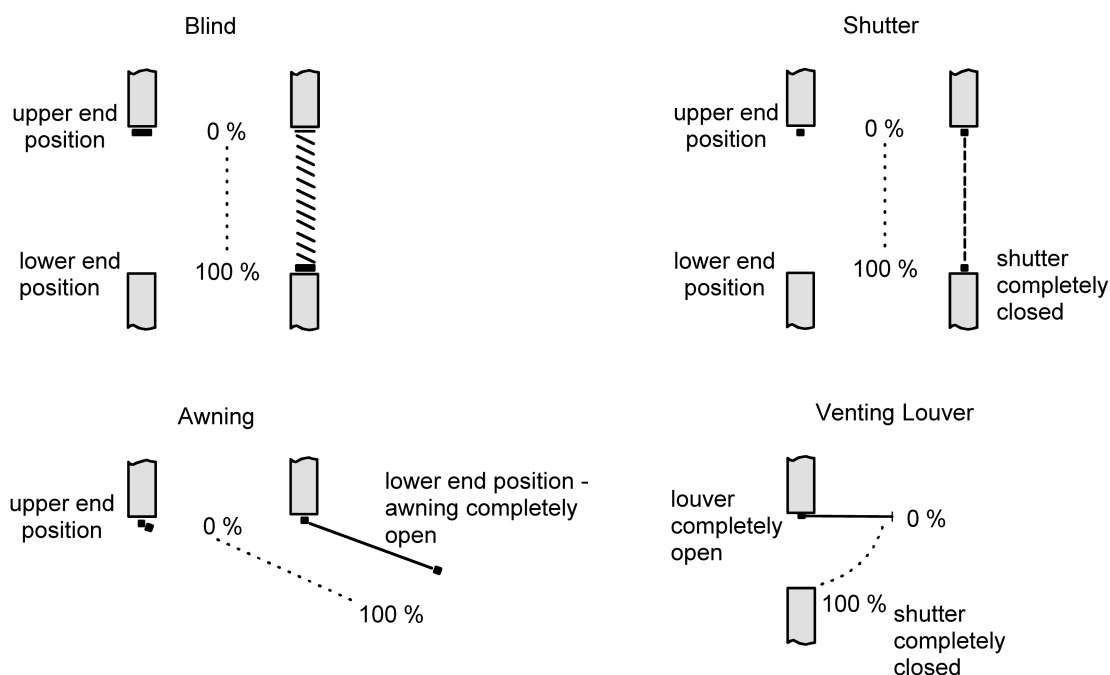 Blind
upper end
position
0 %
lower end
position
100 %
Shutter
upper end
position
0 %
lower end
position
100 %
shutter
completely
closed
Awning
upper end
position
0 %
lower end position -
awning completely
open
100 %
Venting Louver
louver
completely
open
0 %
100 %
shutter
completely
closed